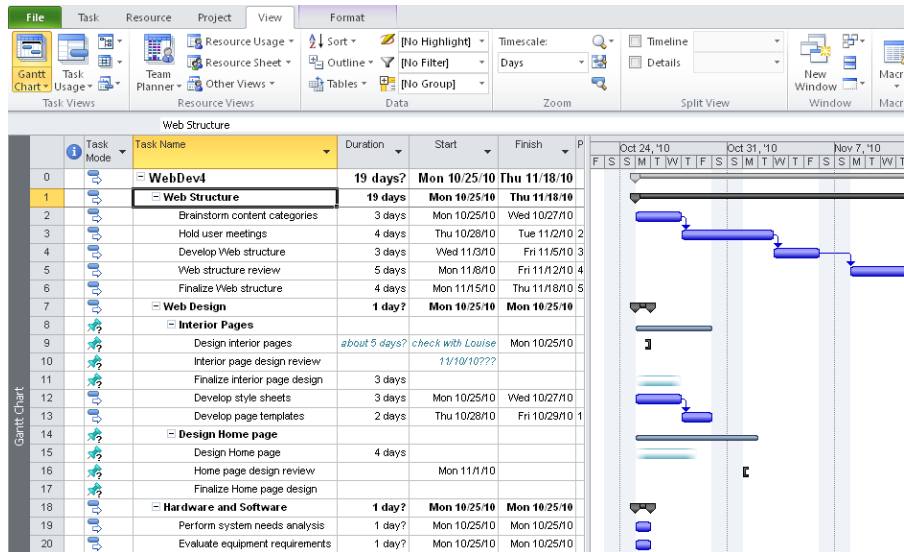 File Task Resource Project View Format
Resource Usage Sort [No Highlight] Timescale: Timeline
Resource Sheet Outline [No Filter] Days Details
Gantt Chart Task Usage Team Planner Other Views Tables [No Group] New Window Macr
Task Views Resource Views Data Zoom Split View Window Macr
Web Structure
Task Mode Task Name Duration Start Finish P Oct 24, '10 Oct 31, '10 Nov 7, '10
F S S M T W T F S S M T W T F S S M T W T
0 WebDev4 19 days? Mon 10/25/10 Thu 11/18/10
1 Web Structure 19 days Mon 10/25/10 Thu 11/18/10
2 Brainstorm content categories 3 days Mon 10/25/10 Wed 10/27/10
3 Hold user meetings 4 days Thu 10/28/10 Tue 11/2/10 2
4 Develop Web structure 3 days Wed 11/3/10 Fri 11/5/10 3
5 Web structure review 5 days Mon 11/8/10 Fri 11/12/10 4
6 Finalize Web structure 4 days Mon 11/15/10 Thu 11/18/10 5
7 Web Design 1 day? Mon 10/25/10 Mon 10/25/10
8 Interior Pages
9 Design interior pages about 5 days? check with Louise Mon 10/25/10
10 Interior page design review 11/10/10???
11 Finalize interior page design 3 days
12 Develop style sheets 3 days Mon 10/25/10 Wed 10/27/10
13 Develop page templates 2 days Thu 10/28/10 Fri 10/29/10 1
14 Design Home page
15 Design Home page 4 days
16 Home page design review Mon 11/1/10
17 Finalize Home page design
18 Hardware and Software 1 day? Mon 10/25/10 Mon 10/25/10
19 Perform system needs analysis 1 day? Mon 10/25/10 Mon 10/25/10
20 Evaluate equipment requirements 1 day? Mon 10/25/10 Mon 10/25/10
Gantt Chart